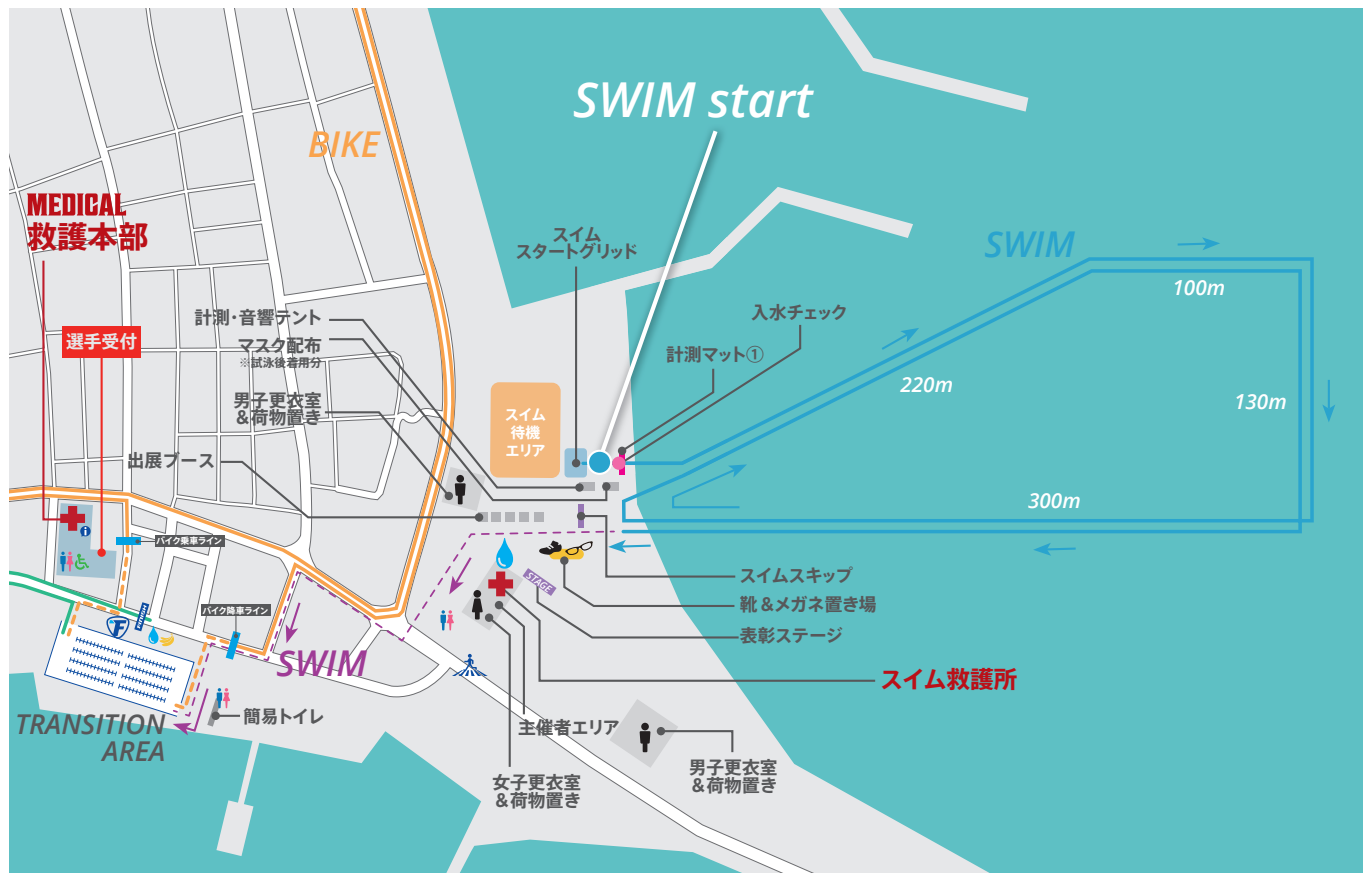 SWIM start
BIKE
MEDICAL
救護本部
スイム
スタートグリッド
SWIM
100m
計測・音響テント
マスク配布
※試泳後着用分
入水チェック
計測マット①
選手受付
220m
130m
男子更衣室
&荷物置き
スイム
待機
エリア
出展ブース
300m
バイク乗車ライン
スイムスキップ
STAGE
靴&メガネ置き場
バイク降車ライン
表彰ステージ
F
SWIM
スイム救護所
簡易トイレ
TRANSITION
AREA
主催者エリア
女子更衣室
&荷物置き
男子更衣室
&荷物置き